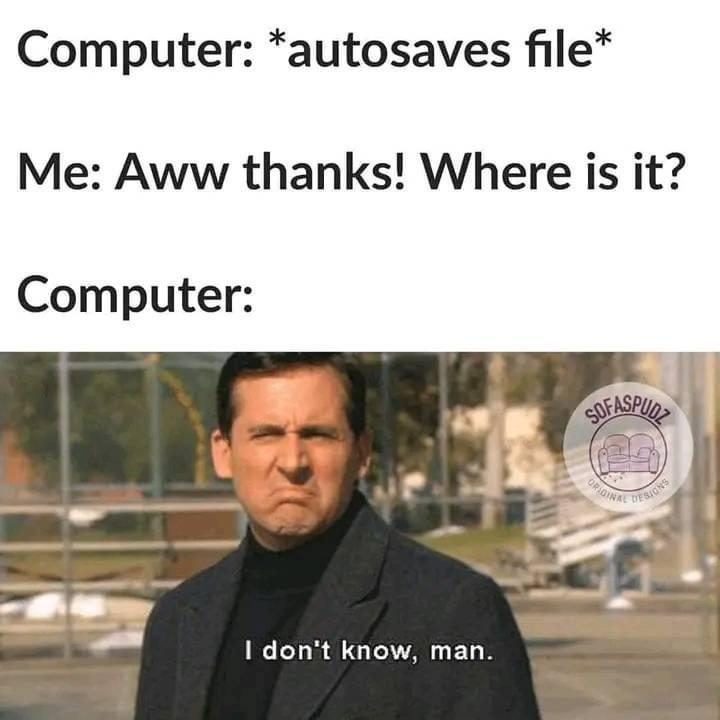 Computer: *autosaves file*
Me: Aww thanks! Where is it?
Computer:
SOFASPUDZ
ORIGINAL DESIGNS
I don't know, man.